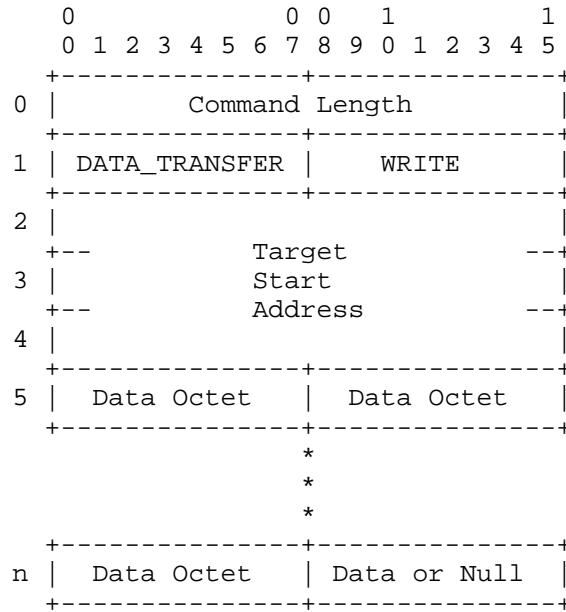 0             0 0   1         1
0 1 2 3 4 5 6 7 8 9 0 1 2 3 4 5
+---------------+---------------+
0 |        Command Length         |
+---------------+---------------+
1 | DATA_TRANSFER |     WRITE     |
+---------------+---------------+
2 |                               |
+--          Target           --+
3 |            Start              |
+--          Address          --+
4 |                               |
+---------------+---------------+
5 |  Data Octet   |  Data Octet   |
+---------------+---------------+
*
*
*
+---------------+---------------+
n |  Data Octet   | Data or Null  |
+---------------+---------------+